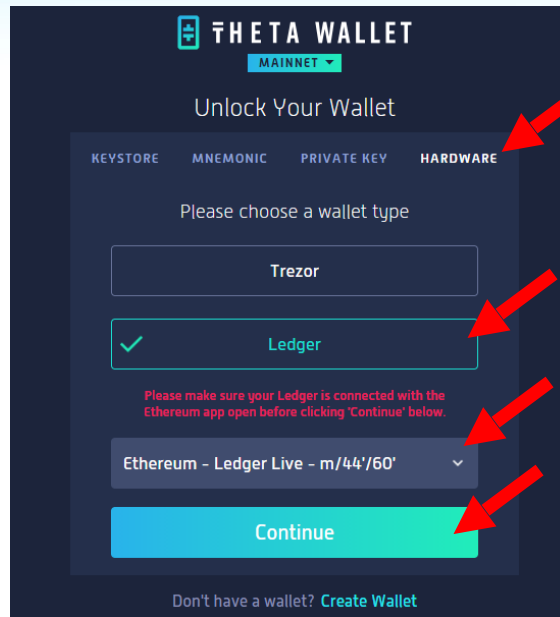 THETA WALLET
MAINNET
Unlock Your Wallet
KEYSTORE MNEMONIC PRIVATE KEY HARDWARE
Please choose a wallet type
Trezor
Ledger
Please make sure your Ledger is connected with the
Ethereum app open before clicking 'Continue' below.
Ethereum - Ledger Live - m/44'/60'
Continue
Don't have a wallet? Create Wallet